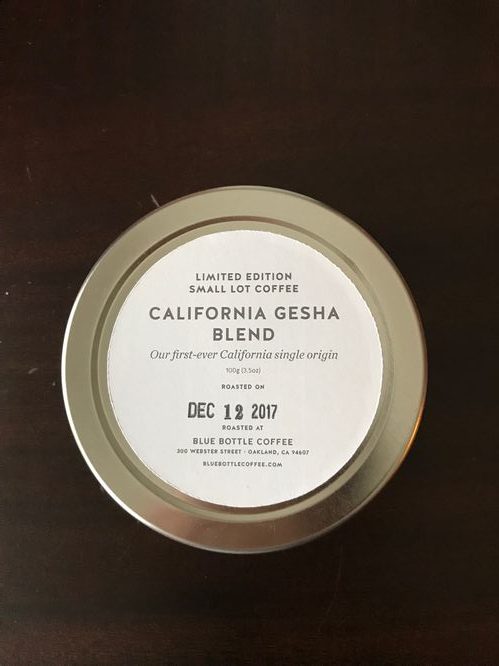 LIMITED EDITION
SMALL LOT COFFEE
CALIFORNIA GESHA
BLEND
Our first-ever California single origin
100g (3.5oz)
ROASTED ON
DEC 12 2017
ROASTED AT
BLUE BOTTLE COFFEE
300 WEBSTER STREET · OAKLAND, CA 94607
BLUEBOTTLECOFFEE.COM